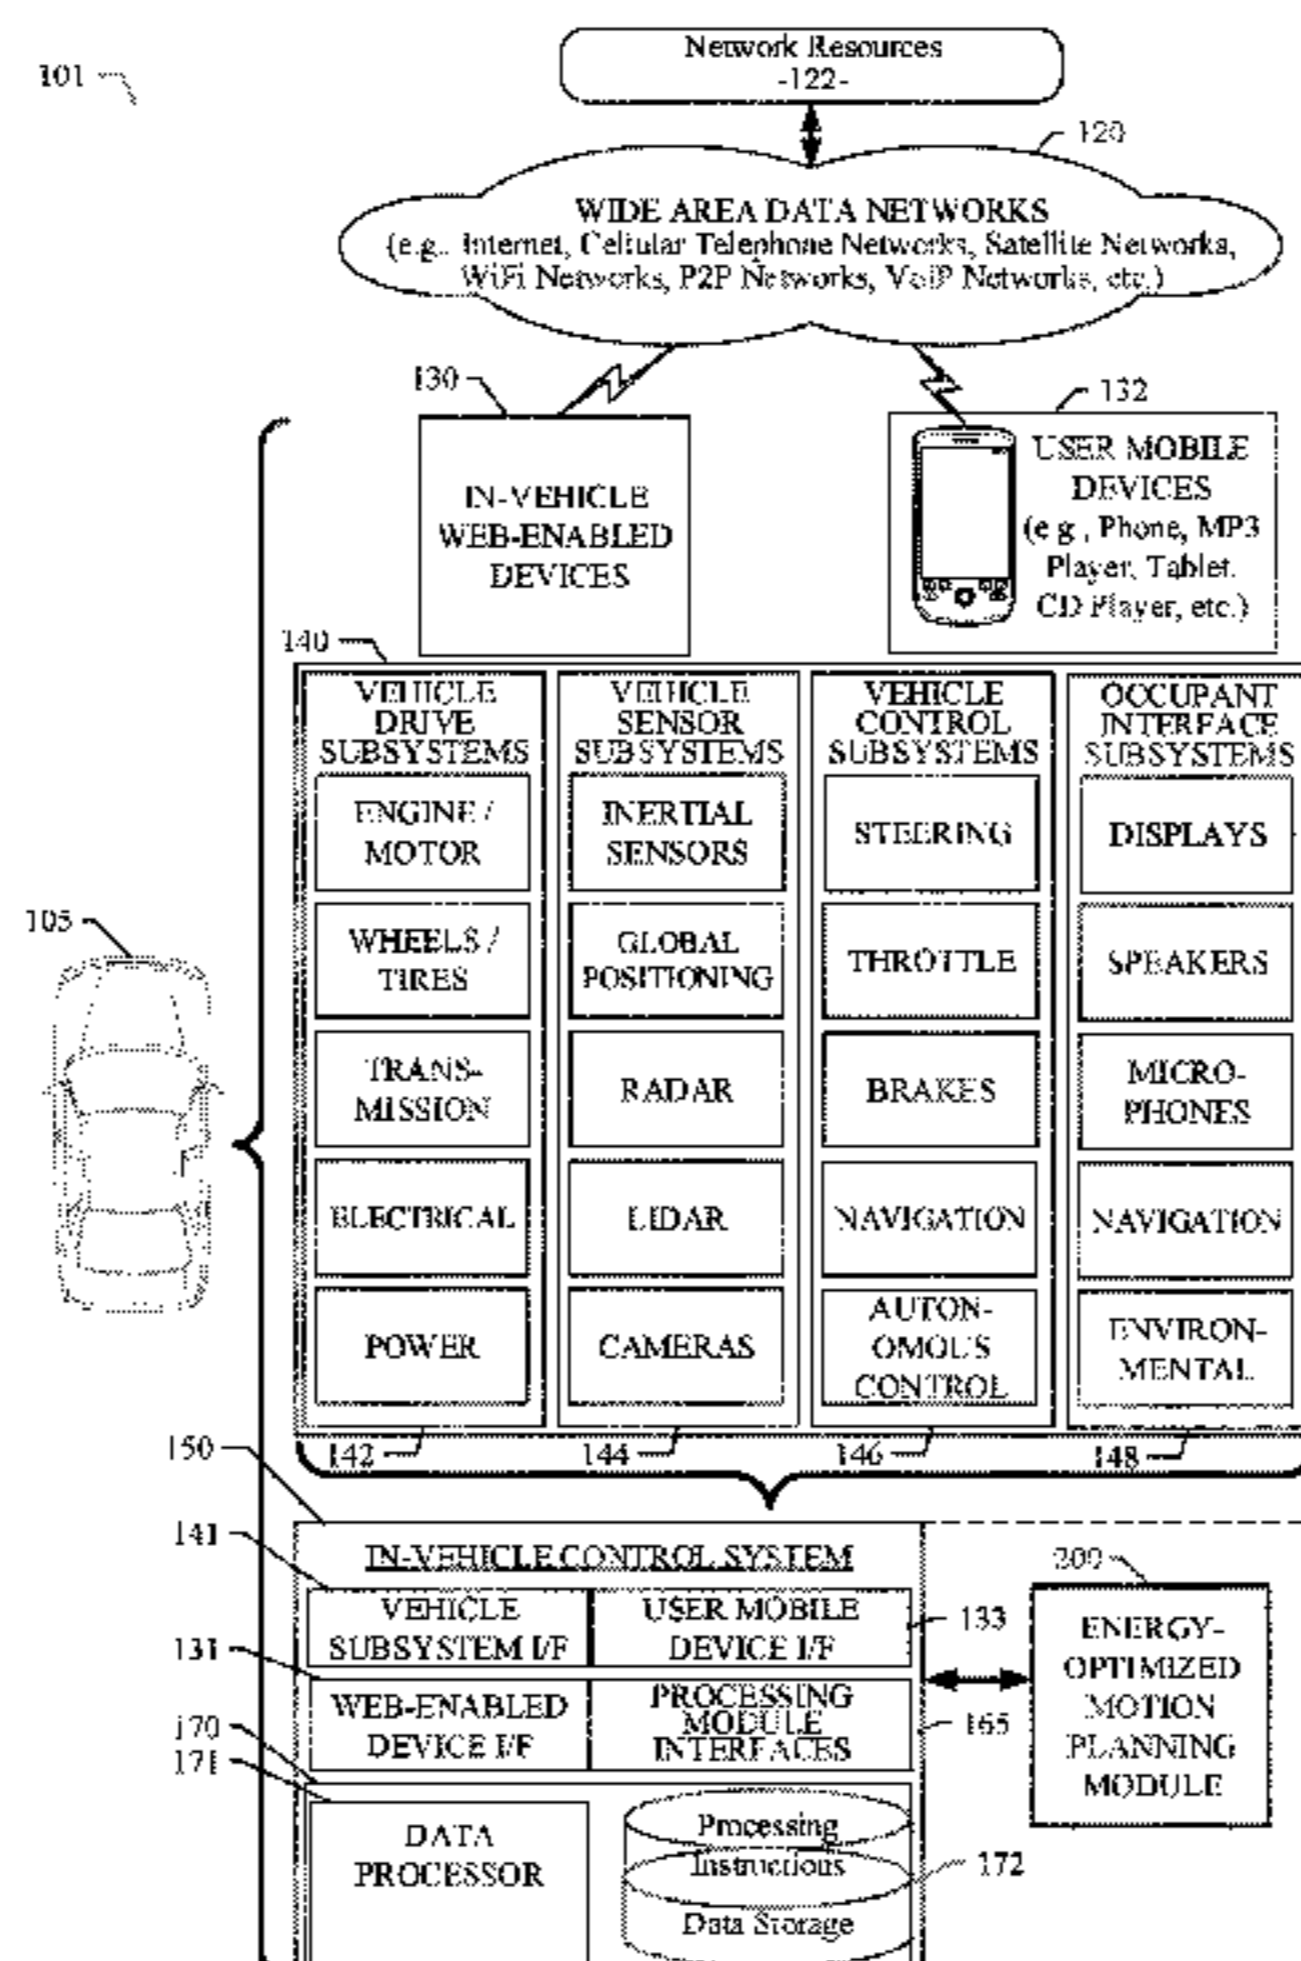 101
Network Resources
-122-
120
WIDE AREA DATA NETWORKS
(e.g., Internet, Cellular Telephone Networks, Satellite Networks,
WiFi Networks, P2P Networks, VoIP Networks, etc.)
130
IN-VEHICLE
WEB-ENABLED
DEVICES
132
USER MOBILE
DEVICES
(e.g., Phone, MP3
Player, Tablet,
CD Player, etc.)
140
VEHICLE
DRIVE
SUBSYSTEMS
ENGINE /
MOTOR
WHEELS /
TIRES
TRANS-
MISSION
ELECTRICAL
POWER
142
VEHICLE
SENSOR
SUBSYSTEMS
INERTIAL
SENSORS
GLOBAL
POSITIONING
RADAR
LIDAR
CAMERAS
144
VEHICLE
CONTROL
SUBSYSTEMS
STEERING
THROTTLE
BRAKES
NAVIGATION
AUTON-
OMOUS
CONTROL
146
OCCUPANT
INTERFACE
SUBSYSTEMS
DISPLAYS
SPEAKERS
MICRO-
PHONES
NAVIGATION
ENVIRON-
MENTAL
148
105
150
IN-VEHICLE CONTROL SYSTEM
141
VEHICLE
SUBSYSTEM I/F
USER MOBILE
DEVICE I/F
133
131
WEB-ENABLED
DEVICE I/F
PROCESSING
MODULE
INTERFACES
165
170
171
DATA
PROCESSOR
Processing
Instructions
Data Storage
172
200
ENERGY-
OPTIMIZED
MOTION
PLANNING
MODULE